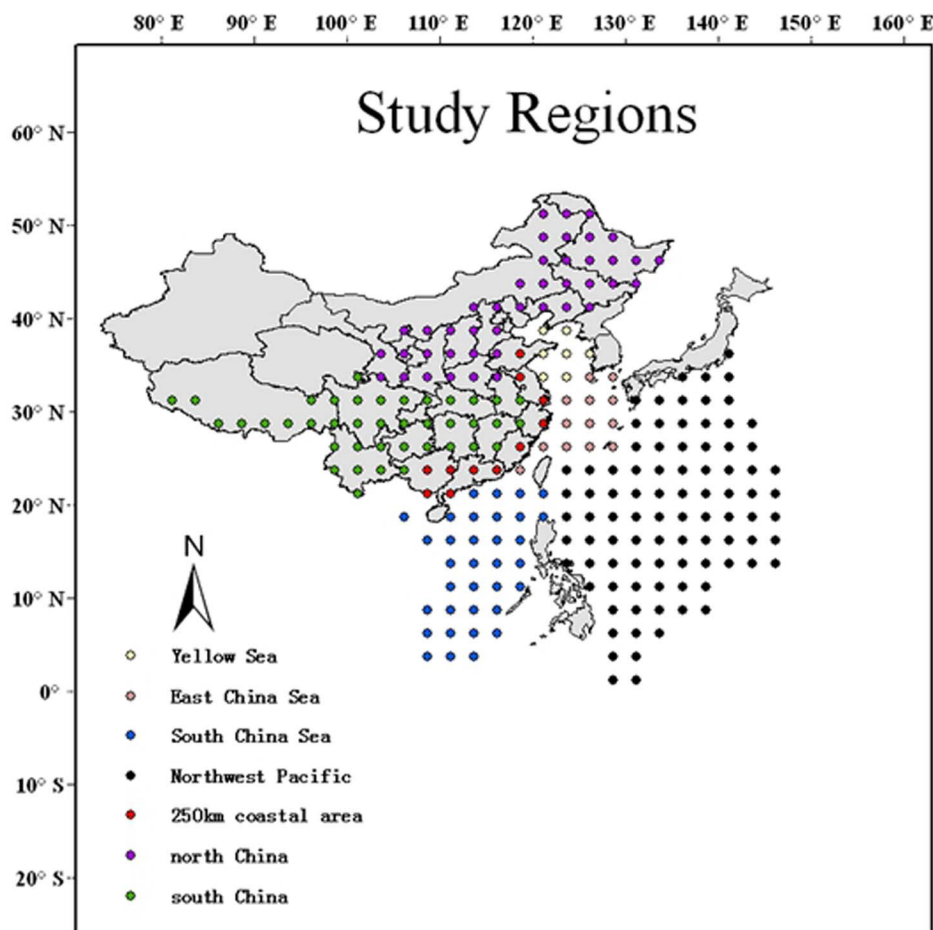 80° E 90° E 100° E 110° E 120° E 130° E 140° E 150° E 160° E
Study Regions
60° N
50° N
40° N
30° N
20° N
N
10° N
Yellow Sea
0°
East China Sea
South China Sea
Northwest Pacific
10° S
250km coastal area
north China
20° S
south China